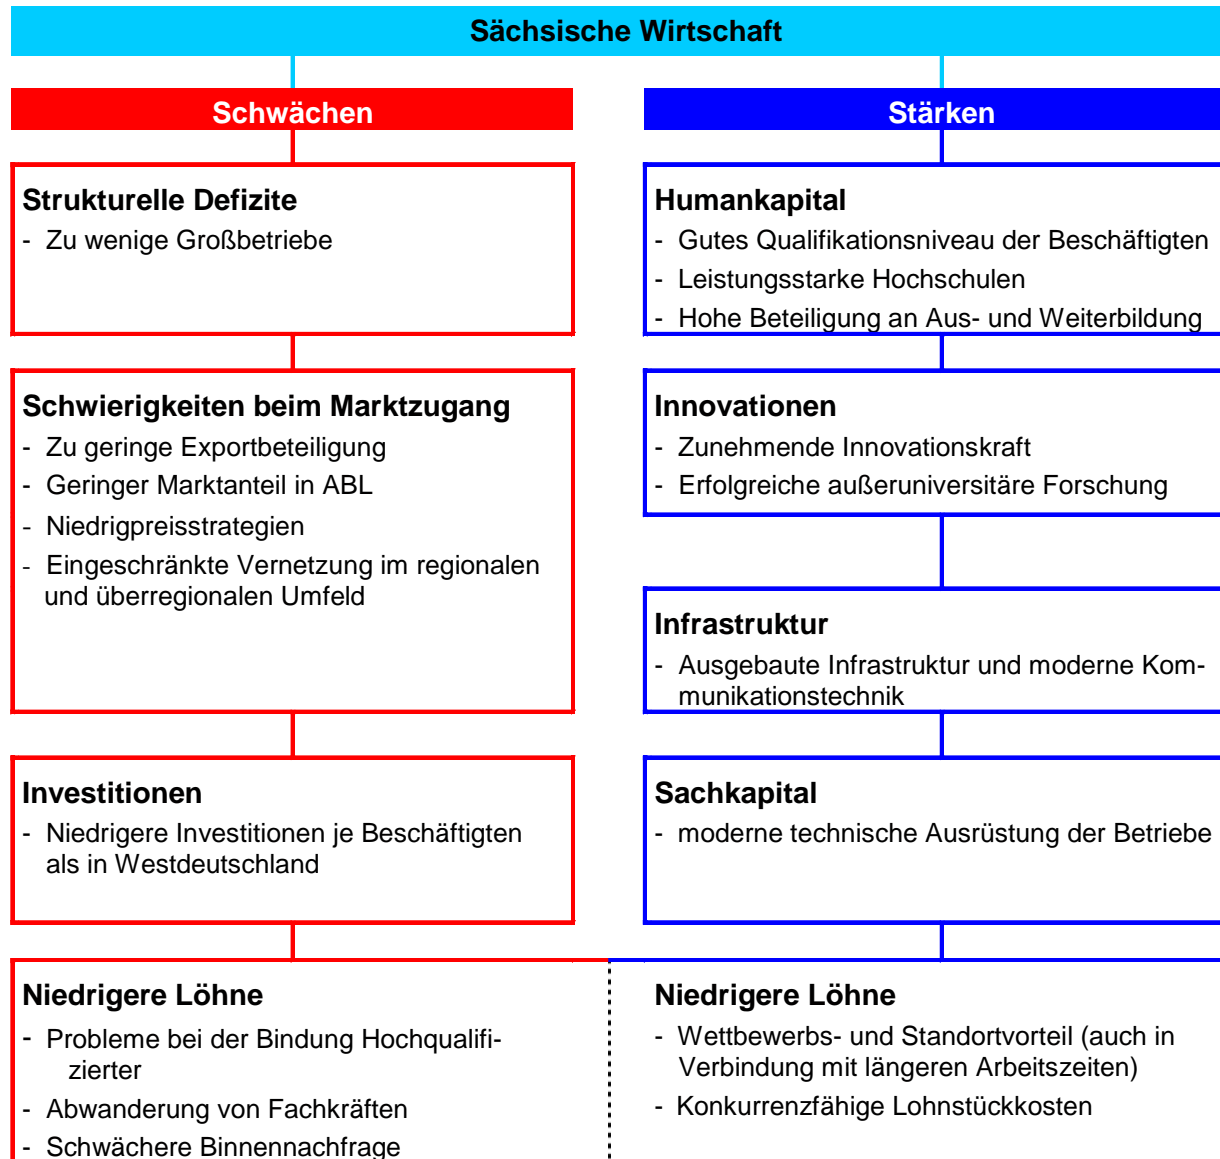 Sächsische Wirtschaft
Schwächen
Strukturelle Defizite
- Zu wenige Großbetriebe
Schwierigkeiten beim Marktzugang
- Zu geringe Exportbeteiligung
- Geringer Marktanteil in ABL
- Niedrigpreisstrategien
- Eingeschränkte Vernetzung im regionalen
und überregionalen Umfeld
Investitionen
- Niedrigere Investitionen je Beschäftigten
als in Westdeutschland
Niedrigere Löhne
- Probleme bei der Bindung Hochqualifi-
zierter
- Abwanderung von Fachkräften
- Schwächere Binnennachfrage
Stärken
Humankapital
- Gutes Qualifikationsniveau der Beschäftigten
- Leistungsstarke Hochschulen
- Hohe Beteiligung an Aus- und Weiterbildung
Innovationen
- Zunehmende Innovationskraft
- Erfolgreiche außeruniversitäre Forschung
Infrastruktur
- Ausgebaute Infrastruktur und moderne Kom-
munikationstechnik
Sachkapital
- moderne technische Ausrüstung der Betriebe
Niedrigere Löhne
- Wettbewerbs- und Standortvorteil (auch in
Verbindung mit längeren Arbeitszeiten)
- Konkurrenzfähige Lohnstückkosten